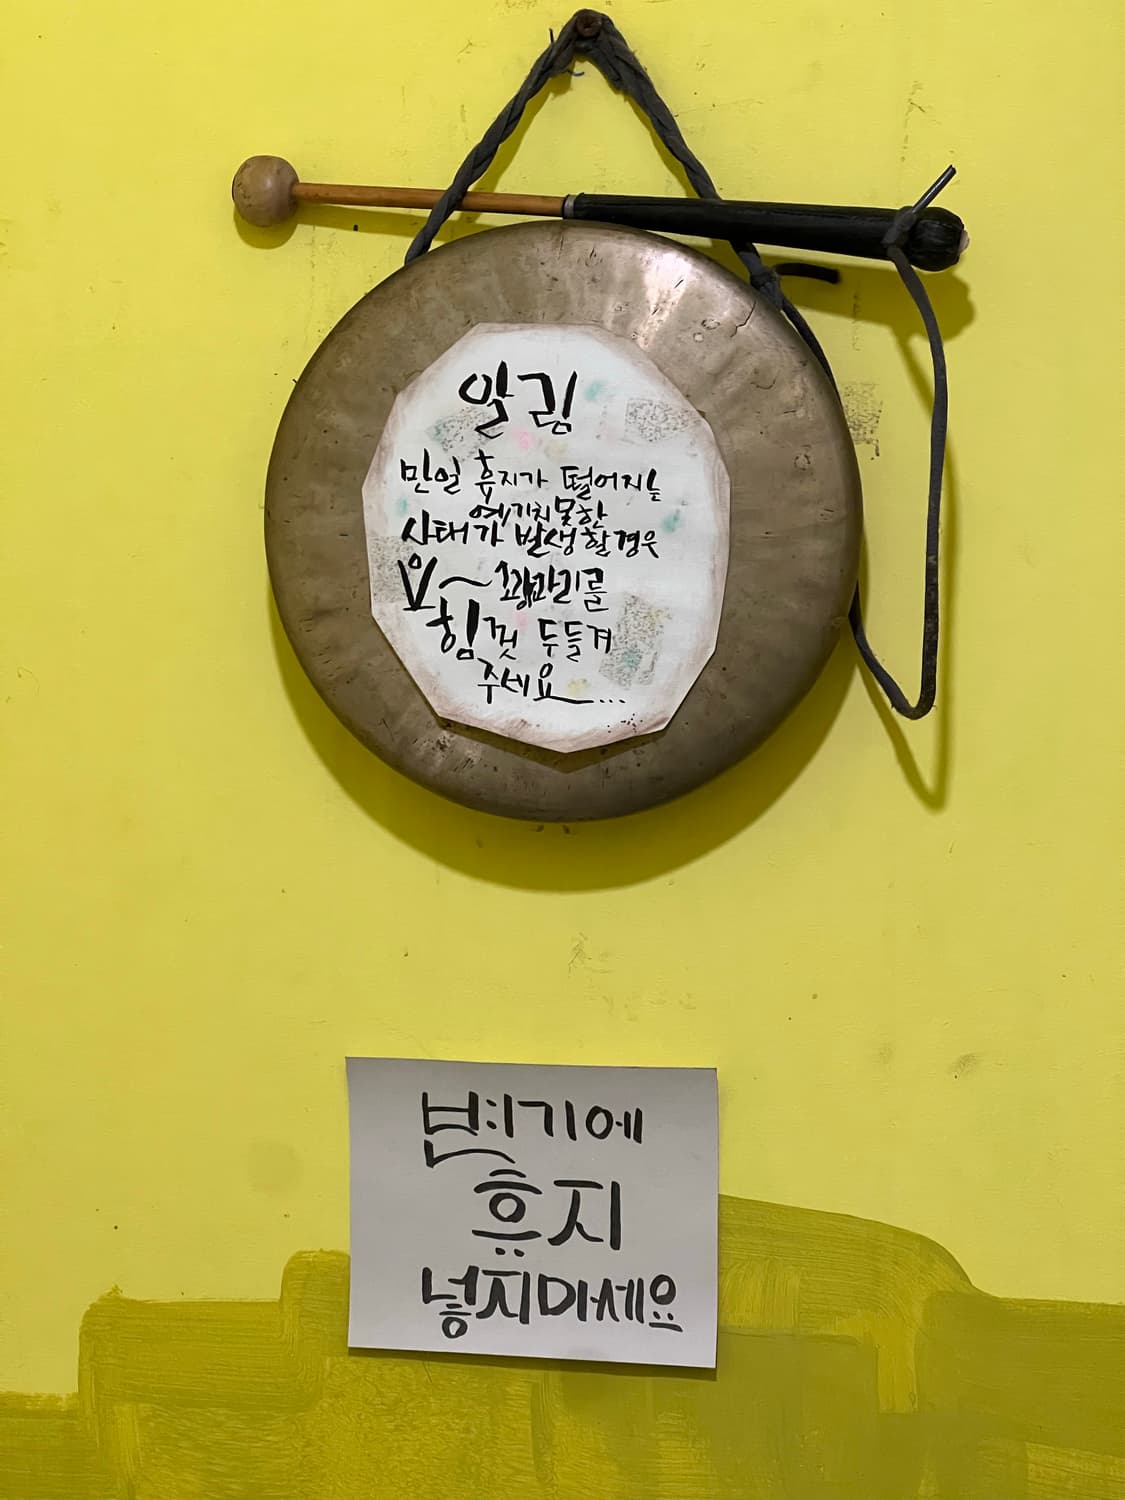 알림
만일 휴지가 떨어지는
예기치못한
사태가 발생할경우
요~ 꽹과리를
힘껏 두들겨
주세요...
변기에
휴지
넣지마세요